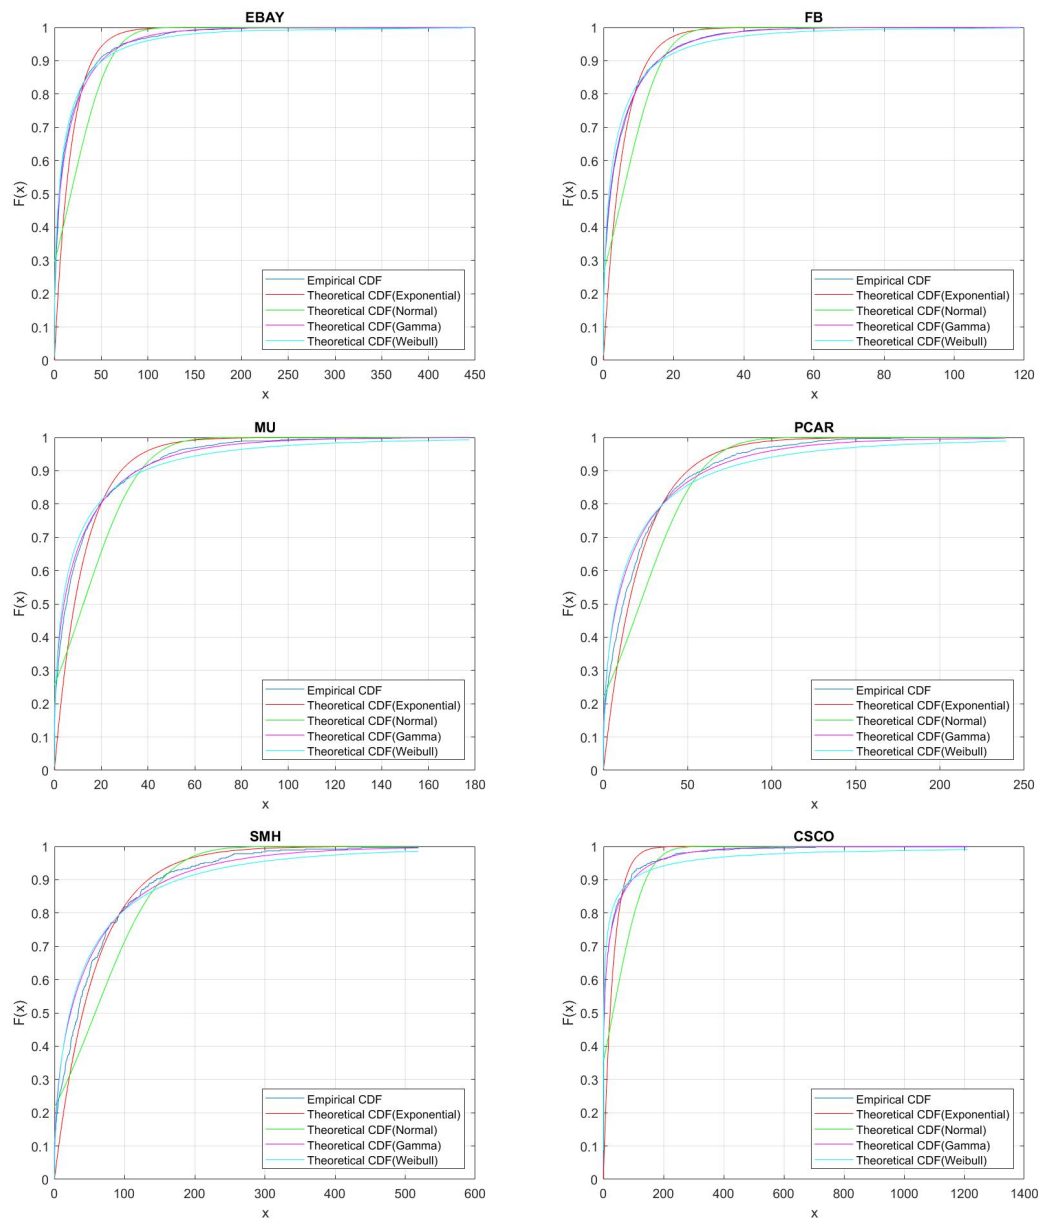 EBAY
1
0.9
0.8
0.7
0.6
0.5
0.4
0.3
0.2
0.1
0
F(x)
0 50 100 150 200 250 300 350 400 450
x
Empirical CDF
Theoretical CDF(Exponential)
Theoretical CDF(Normal)
Theoretical CDF(Gamma)
Theoretical CDF(Weibull)
FB
1
0.9
0.8
0.7
0.6
0.5
0.4
0.3
0.2
0.1
0
F(x)
0 20 40 60 80 100 120
x
Empirical CDF
Theoretical CDF(Exponential)
Theoretical CDF(Normal)
Theoretical CDF(Gamma)
Theoretical CDF(Weibull)
MU
1
0.9
0.8
0.7
0.6
0.5
0.4
0.3
0.2
0.1
0
F(x)
0 20 40 60 80 100 120 140 160 180
x
Empirical CDF
Theoretical CDF(Exponential)
Theoretical CDF(Normal)
Theoretical CDF(Gamma)
Theoretical CDF(Weibull)
PCAR
1
0.9
0.8
0.7
0.6
0.5
0.4
0.3
0.2
0.1
0
F(x)
0 50 100 150 200 250
x
Empirical CDF
Theoretical CDF(Exponential)
Theoretical CDF(Normal)
Theoretical CDF(Gamma)
Theoretical CDF(Weibull)
SMH
1
0.9
0.8
0.7
0.6
0.5
0.4
0.3
0.2
0.1
0
F(x)
0 100 200 300 400 500 600
x
Empirical CDF
Theoretical CDF(Exponential)
Theoretical CDF(Normal)
Theoretical CDF(Gamma)
Theoretical CDF(Weibull)
CSCO
1
0.9
0.8
0.7
0.6
0.5
0.4
0.3
0.2
0.1
0
F(x)
0 200 400 600 800 1000 1200 1400
x
Empirical CDF
Theoretical CDF(Exponential)
Theoretical CDF(Normal)
Theoretical CDF(Gamma)
Theoretical CDF(Weibull)